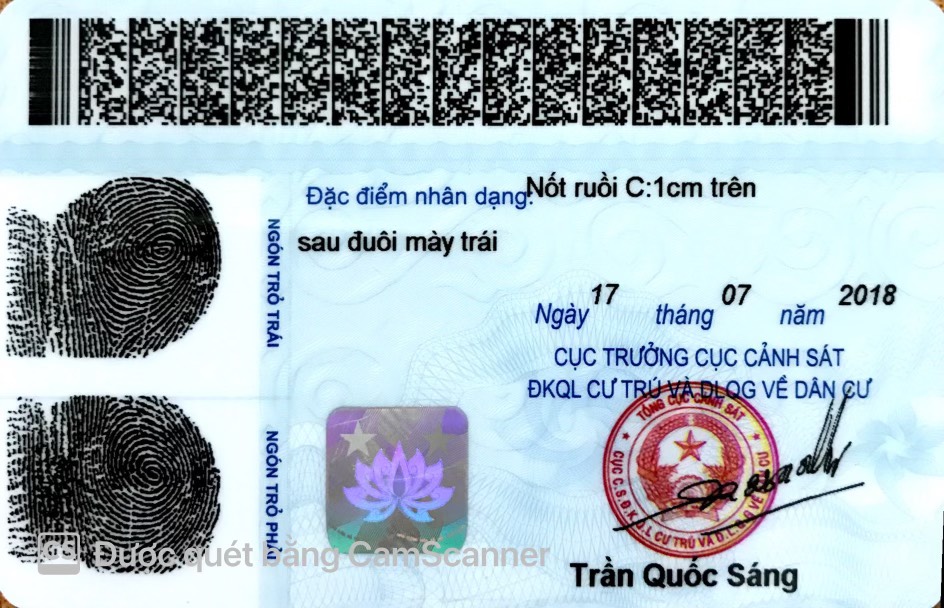 Đặc điểm nhân dạng: Nốt ruồi C:1cm trên
sau đuôi mày trái
NGÓN TRỎ TRÁI
Ngày 17 tháng 07 năm 2018
CỤC TRƯỞNG CỤC CẢNH SÁT
ĐKQL CƯ TRÚ VÀ DLQG VỀ DÂN CƯ
NGÓN TRỎ PHẢI
TỔNG CỤC CẢNH SÁT
CỤC C.S.Đ.K.Q.L CƯ TRÚ VÀ D.L.Q.G VỀ
CS Được quét bằng CamScanner
Trần Quốc Sáng